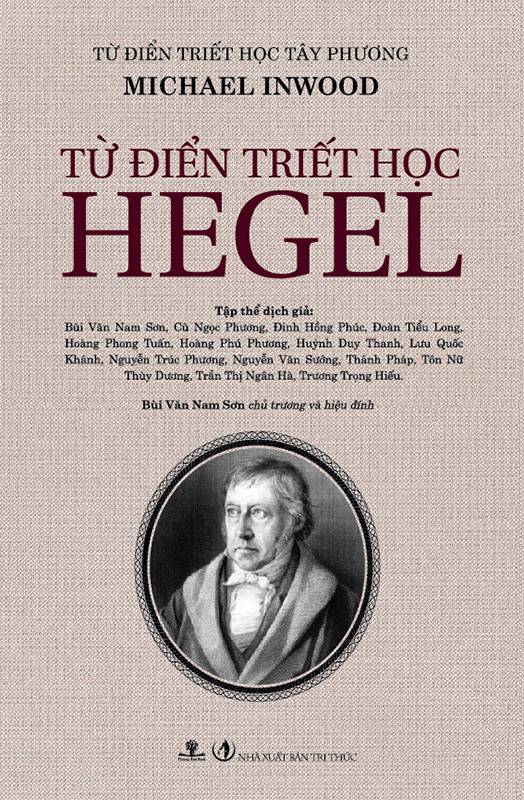 TỪ ĐIỂN TRIẾT HỌC TÂY PHƯƠNG
MICHAEL INWOOD
TỪ ĐIỂN TRIẾT HỌC
HEGEL
Tập thể dịch giả:
Bùi Văn Nam Sơn, Cù Ngọc Phương, Đinh Hồng Phúc, Đoàn Tiểu Long,
Hoàng Phong Tuấn, Hoàng Phú Phương, Huỳnh Duy Thanh, Lưu Quốc
Khánh, Nguyễn Trúc Phương, Nguyễn Văn Sướng, Thánh Pháp, Tôn Nữ
Thùy Dương, Trần Thị Ngân Hà, Trương Trọng Hiếu.
Bùi Văn Nam Sơn chủ trương và hiệu đính
NHÀ XUẤT BẢN TRI THỨC